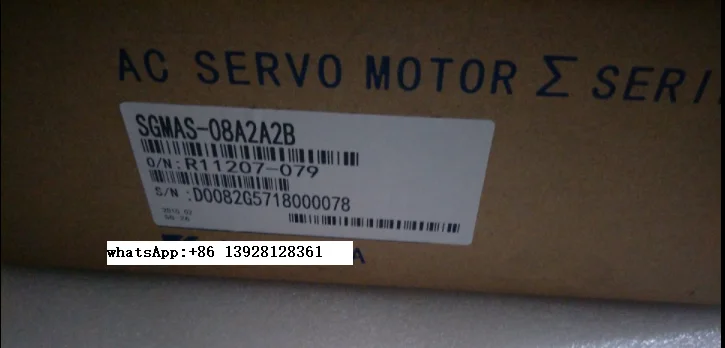 AC SERVO MOTOR Σ SERI
SGMAS-08A2A2B
O/N:R11207-079
S/N:D0082G5718000078
whatsApp:+86 13928128361
A